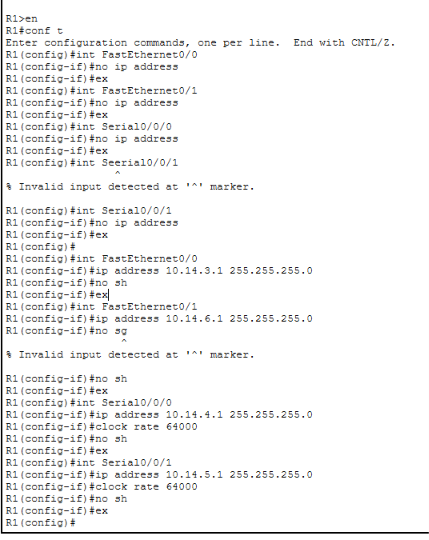 R1>en
R1#conf t
Enter configuration commands, one per line.  End with CNTL/Z.
R1(config)#int FastEthernet0/0
R1(config-if)#no ip address
R1(config-if)#ex
R1(config)#int FastEthernet0/1
R1(config-if)#no ip address
R1(config-if)#ex
R1(config)#int Serial0/0/0
R1(config-if)#no ip address
R1(config-if)#ex
R1(config)#int Seerial0/0/1
^
% Invalid input detected at '^' marker.
R1(config)#int Serial0/0/1
R1(config-if)#no ip address
R1(config-if)#ex
R1(config)#
R1(config)#int FastEthernet0/0
R1(config-if)#ip address 10.14.3.1 255.255.255.0
R1(config-if)#no sh
R1(config-if)#ex
R1(config)#int FastEthernet0/1
R1(config-if)#ip address 10.14.6.1 255.255.255.0
R1(config-if)#no sg
^
% Invalid input detected at '^' marker.
R1(config-if)#no sh
R1(config-if)#ex
R1(config)#int Serial0/0/0
R1(config-if)#ip address 10.14.4.1 255.255.255.0
R1(config-if)#clock rate 64000
R1(config-if)#no sh
R1(config-if)#ex
R1(config)#int Serial0/0/1
R1(config-if)#ip address 10.14.5.1 255.255.255.0
R1(config-if)#clock rate 64000
R1(config-if)#no sh
R1(config-if)#ex
R1(config)#